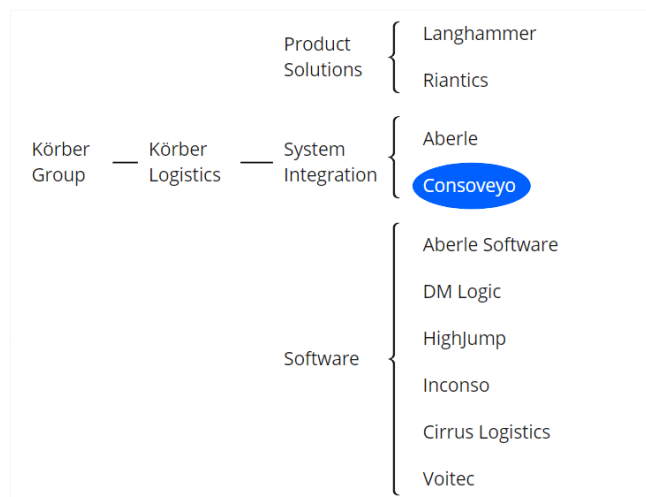 Product
Solutions
Langhammer
Riantics
Körber
Group
Körber
Logistics
System
Integration
Aberle
Consoveyo
Software
Aberle Software
DM Logic
HighJump
Inconso
Cirrus Logistics
Voitec